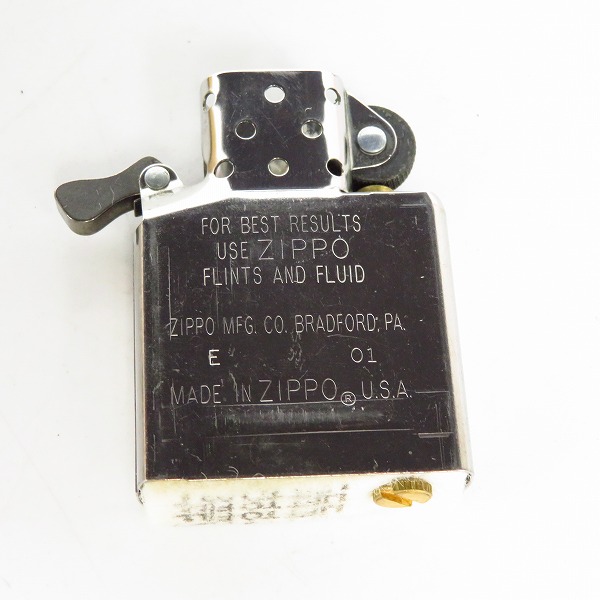 FOR BEST RESULTS
USE ZIPPO
FLINTS AND FLUID
ZIPPO MFG. CO. BRADFORD, PA.
E 01
MADE IN ZIPPO ® U.S.A.